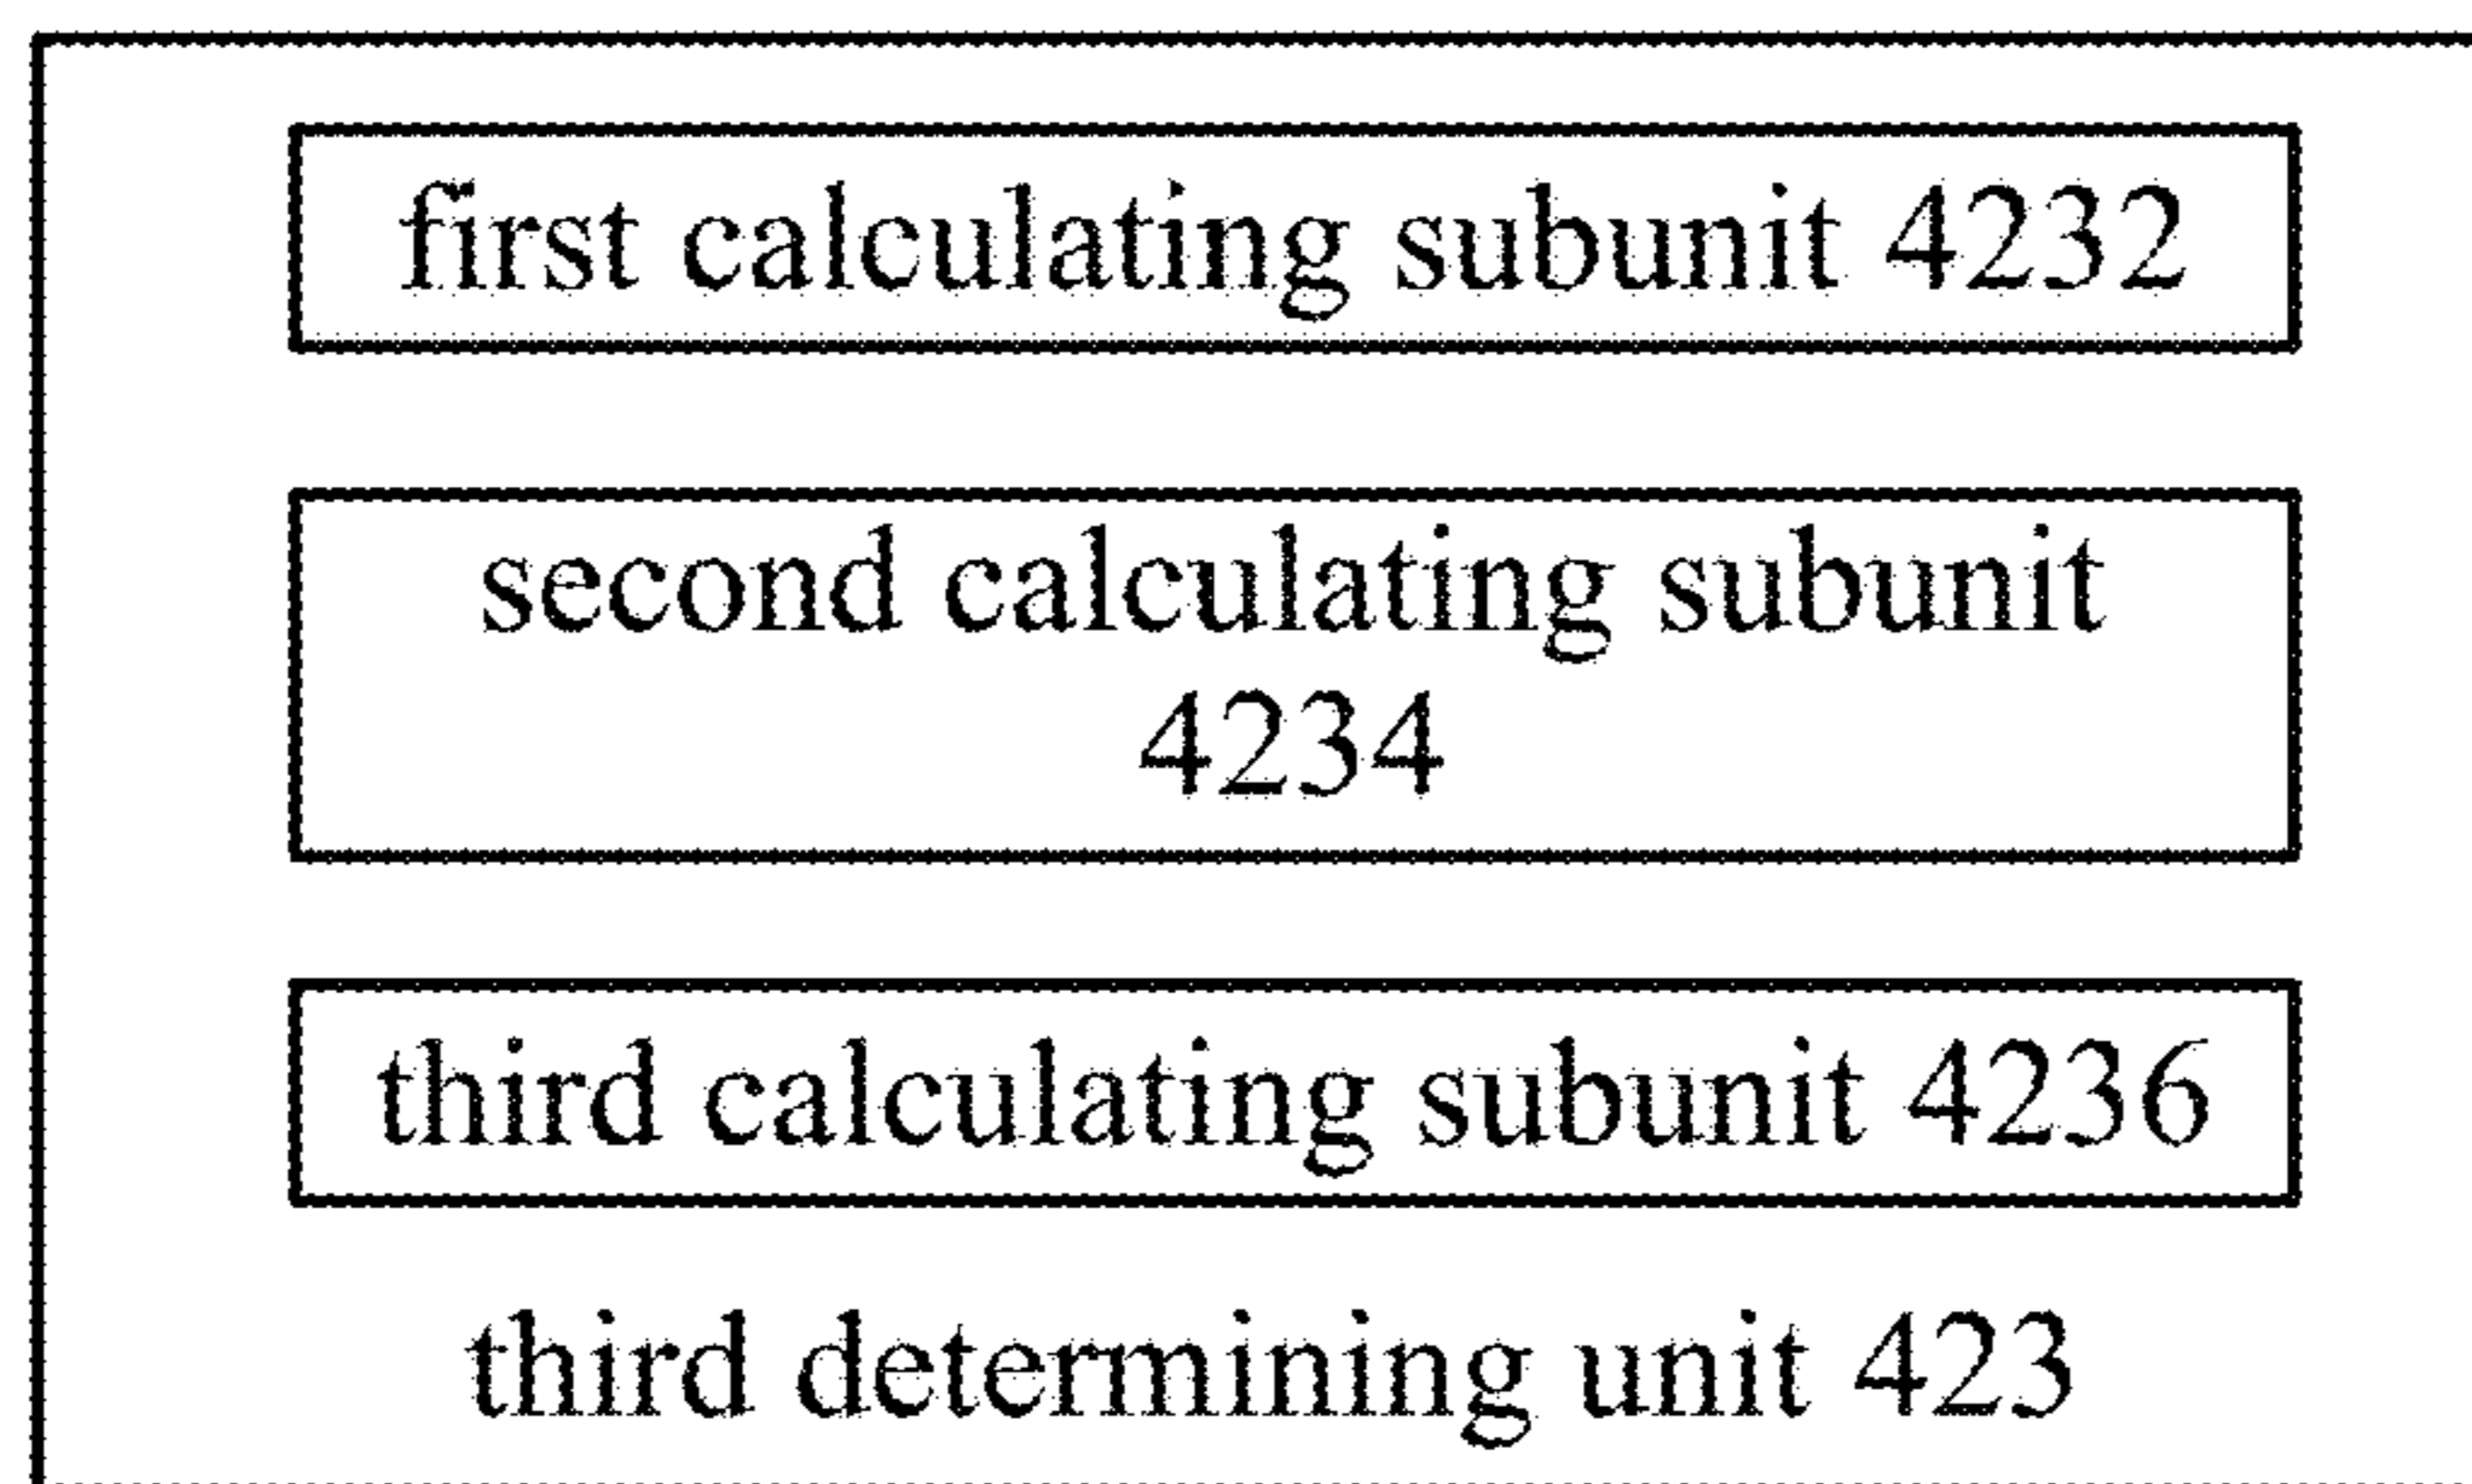 first calculating subunit 4232
second calculating subunit
4234
third calculating subunit 4236
third determining unit 423